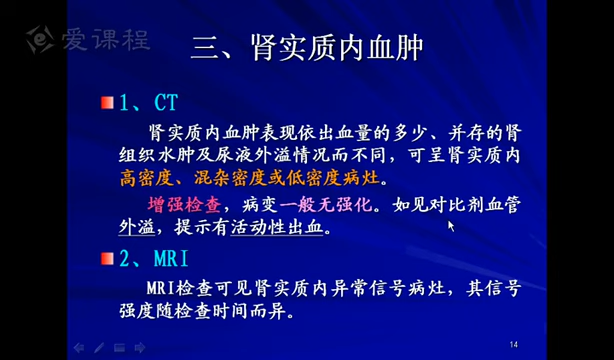 爱课程
三、肾实质内血肿
1、CT
肾实质内血肿表现依出血量的多少、并存的肾
组织水肿及尿液外溢情况而不同，可呈肾实质内
高密度、混杂密度或低密度病灶。
增强检查，病变一般无强化。如见对比剂血管
外溢，提示有活动性出血。
2、MRI
MRI检查可见肾实质内异常信号病灶，其信号
强度随检查时间而异。
14